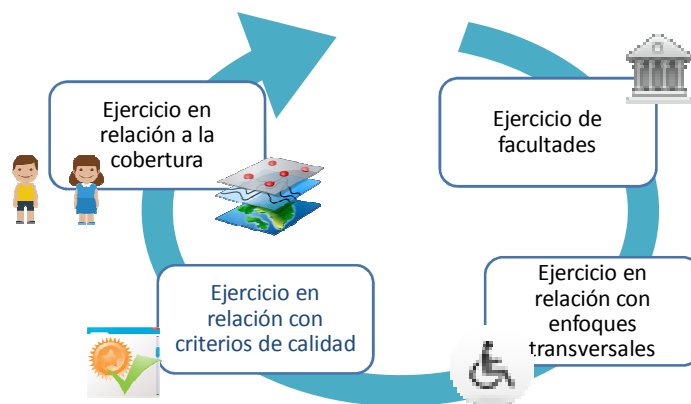 Ejercicio en
relación a la
cobertura
Ejercicio de
facultades
Ejercicio en
relación con
criterios de calidad
Ejercicio en
relación con
enfoques
transversales